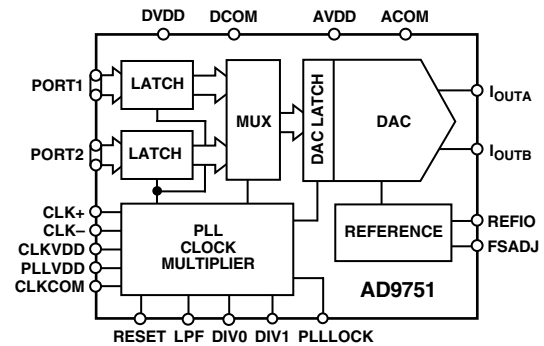 DVDD DCOM AVDD ACOM
PORT1
LATCH
PORT2
LATCH
MUX
DAC LATCH
DAC
IOUTA
IOUTB
CLK+
CLK–
CLKVDD
PLLVDD
CLKCOM
PLL
CLOCK
MULTIPLIER
REFERENCE
REFIO
FSADJ
AD9751
RESET LPF DIV0 DIV1 PLLLOCK